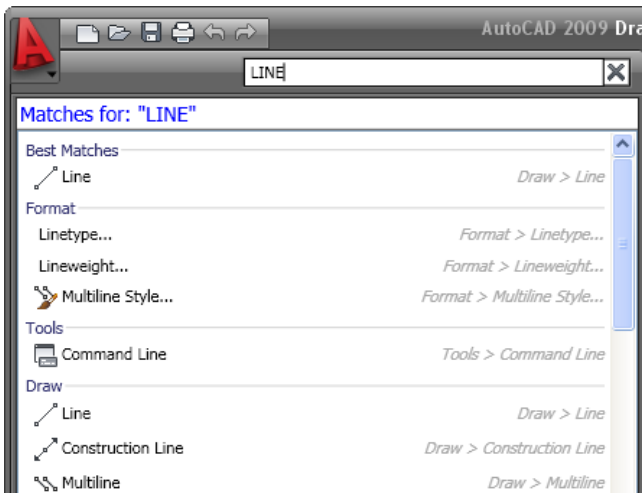 AutoCAD 2009 Dra
LINE
Matches for: "LINE"
Best Matches
Line Draw > Line
Format
Linetype... Format > Linetype...
Lineweight... Format > Lineweight...
Multiline Style... Format > Multiline Style...
Tools
Command Line Tools > Command Line
Draw
Line Draw > Line
Construction Line Draw > Construction Line
Multiline Draw > Multiline